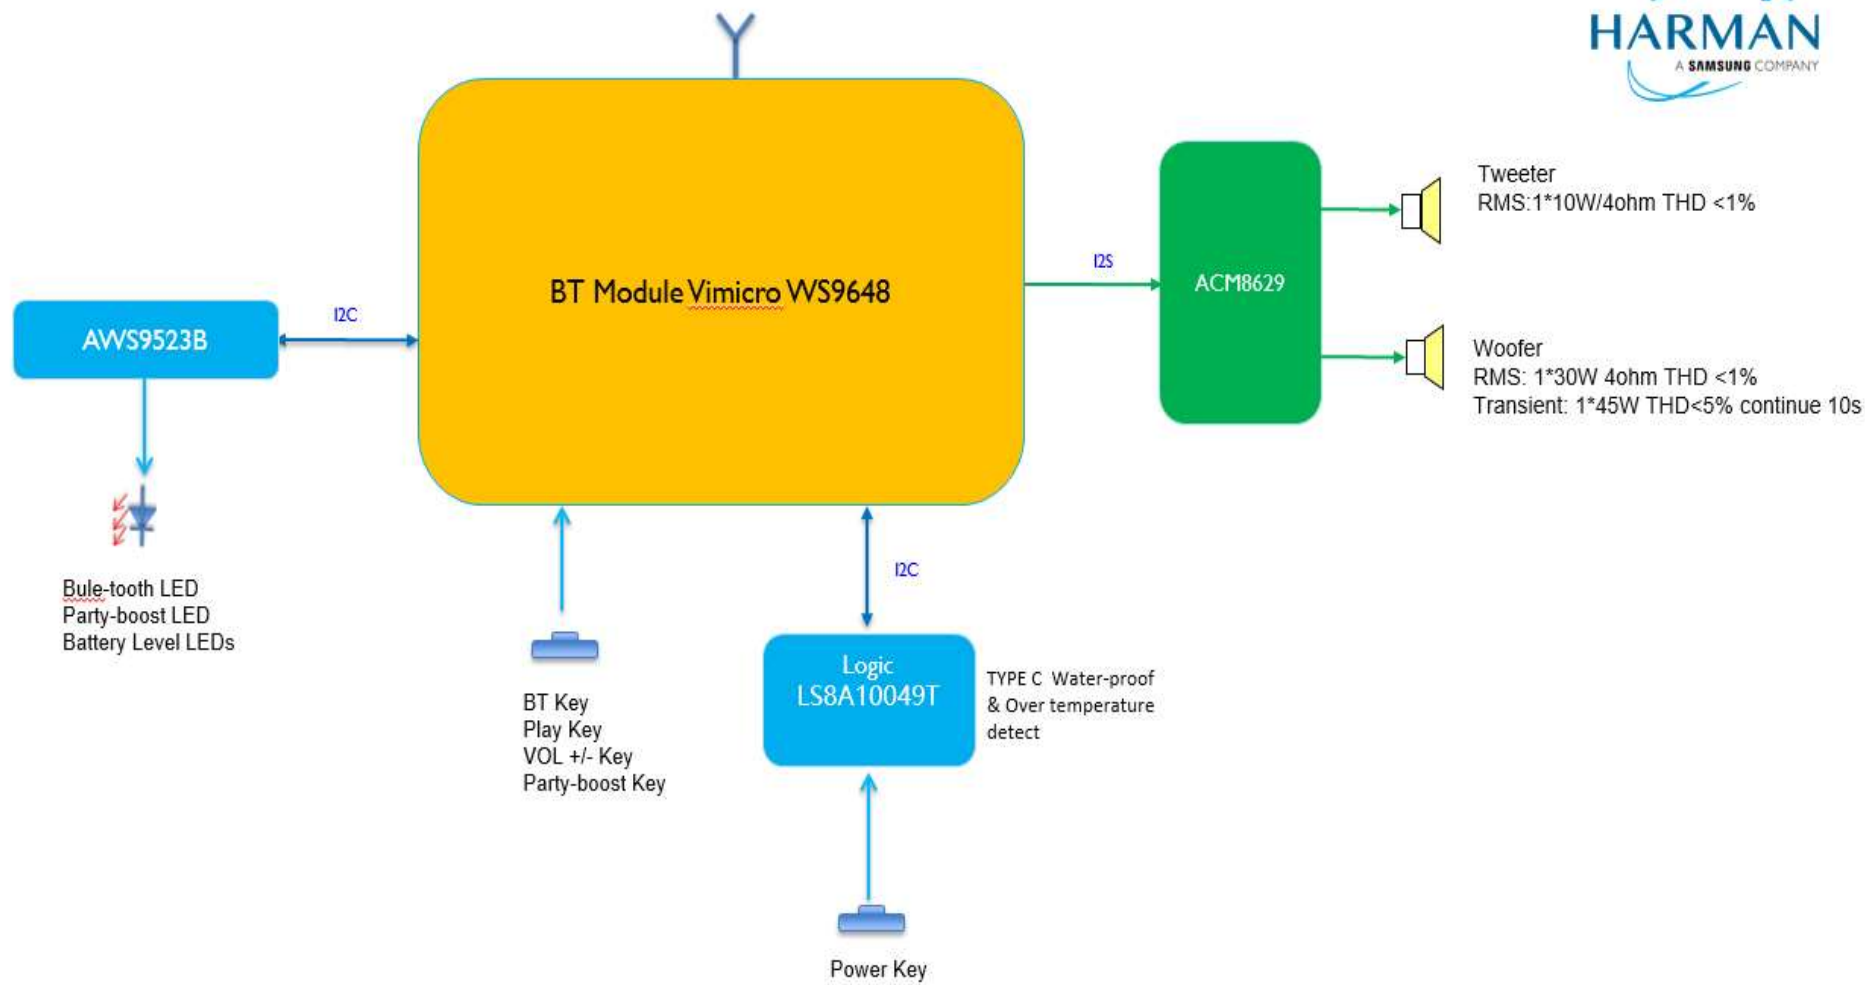 HARMAN
A SAMSUNG COMPANY
BT Module Vimicro WS9648
AWS9523B
I2C
I2S
ACM8629
Tweeter
RMS:1*10W/4ohm THD <1%
Woofer
RMS: 1*30W 4ohm THD <1%
Transient: 1*45W THD<5% continue 10s
Bule-tooth LED
Party-boost LED
Battery Level LEDs
BT Key
Play Key
VOL +/- Key
Party-boost Key
I2C
Logic
LS8A10049T
TYPE C Water-proof
& Over temperature
detect
Power Key